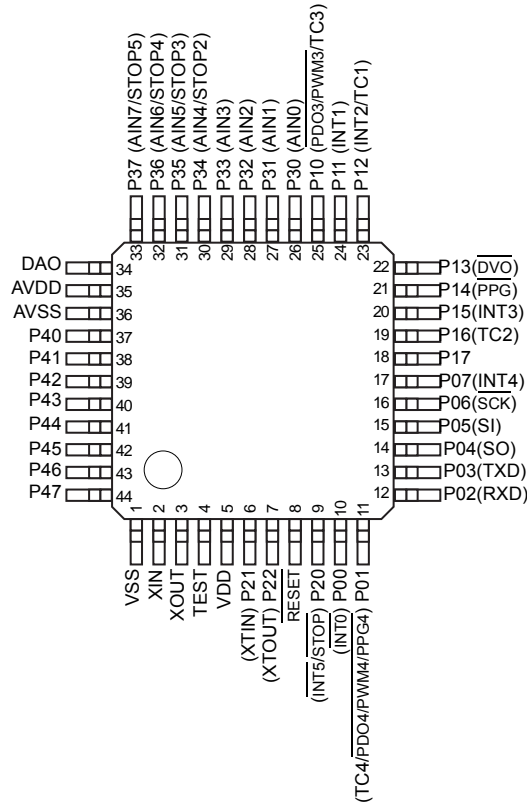 P37 (AIN7/STOP5)
P36 (AIN6/STOP4)
P35 (AIN5/STOP3)
P34 (AIN4/STOP2)
P33 (AIN3)
P32 (AIN2)
P31 (AIN1)
P30 (AIN0)
P10 (PDO3/PWM3/TC3)
P11 (INT1)
P12 (INT2/TC1)
33
32
31
30
29
28
27
26
25
24
23
DAO 34
AVDD 35
AVSS 36
P40 37
P41 38
P42 39
P43 40
P44 41
P45 42
P46 43
P47 44
22 P13(DVO)
21 P14(PPG)
20 P15(INT3)
19 P16(TC2)
18 P17
17 P07(INT4)
16 P06(SCK)
15 P05(SI)
14 P04(SO)
13 P03(TXD)
12 P02(RXD)
1
2
3
4
5
6
7
8
9
10
11
VSS
XIN
XOUT
TEST
VDD
(XTIN) P21
(XTOUT) P22
RESET
(INT5/STOP) P20
(INT0) P00
(TC4/PDO4/PWM4/PPG4) P01